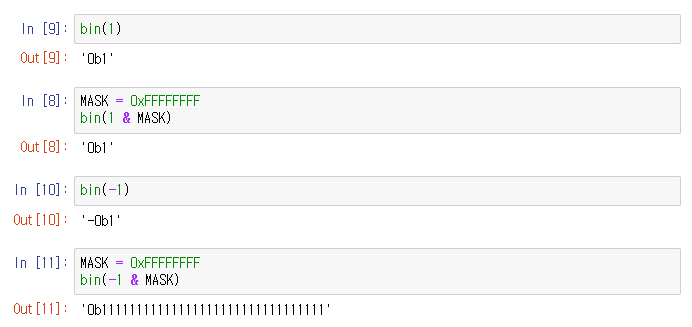 In [9]: bin(1)
Out[9]: '0b1'
In [8]: MASK = 0xFFFFFFFF
bin(1 & MASK)
Out[8]: '0b1'
In [10]: bin(-1)
Out[10]: '-0b1'
In [11]: MASK = 0xFFFFFFFF
bin(-1 & MASK)
Out[11]: '0b11111111111111111111111111111111'